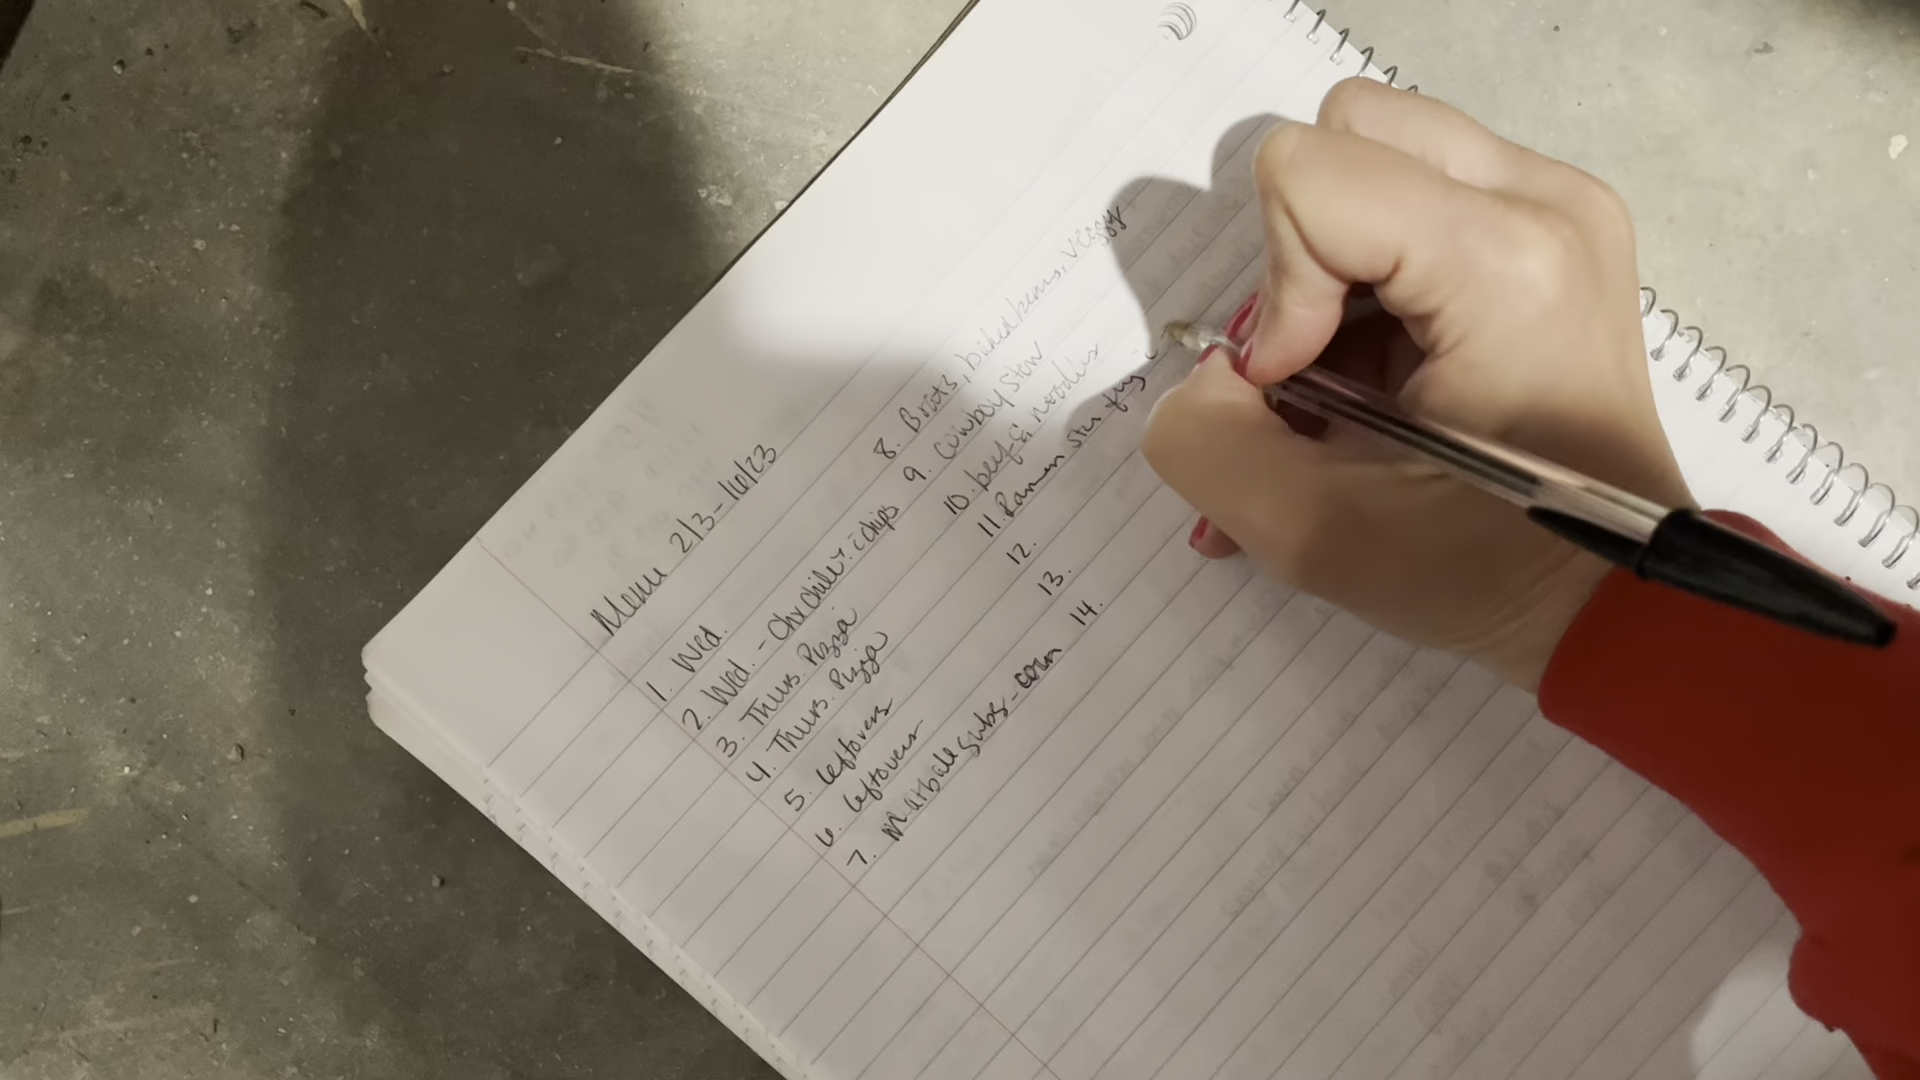 Menu 2/3-16/23
1. Wed.
2. Wed. - Chx chili c̄ chips
3. Thurs. Pizza
4. Thurs. Pizza
5. leftovers
6. leftovers
7. Meatball subs - corn
8. Brats, baked beans, veggy
9. Cowboy stew
10. beef & noodles
11. Ramen stir fry c̄
12.
13.
14.